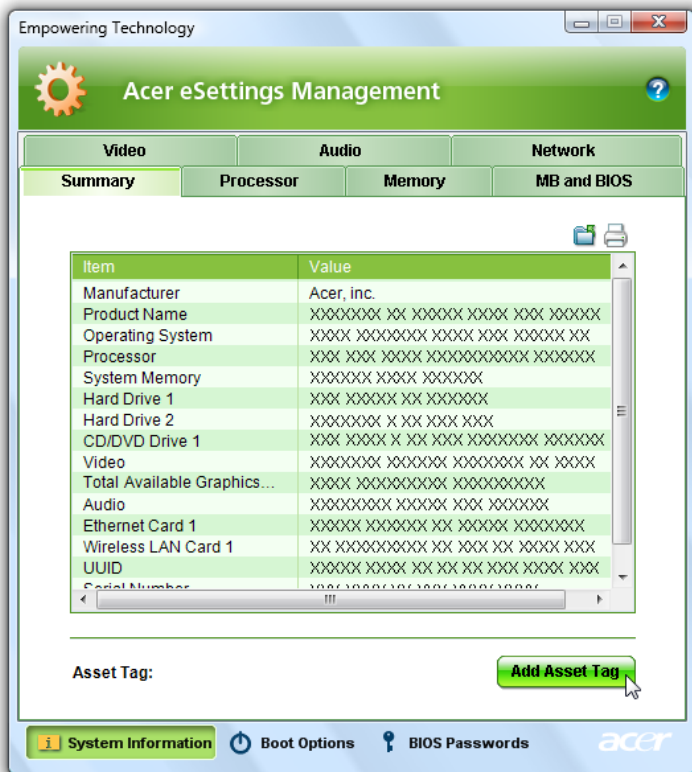 Empowering Technology
Acer eSettings Management
Video Audio Network
Summary Processor Memory MB and BIOS
Item Value
Manufacturer Acer, inc.
Product Name XXXXXXX XX XXXXX XXXX XXX XXXXX
Operating System XXXX XXXXXXX XXXX XXX XXXXX XX
Processor XXX XXX XXXX XXXXXXXXXX XXXXXX
System Memory XXXXXX XXXX XXXXXX
Hard Drive 1 XXX XXXXX XX XXXXXX
Hard Drive 2 XXXXXXX X XX XXX XXX
CD/DVD Drive 1 XXX XXXX X XX XXX XXXXXXX XXXXXX
Video XXXXXXXX XXXXXX XXXXXXX XX XXXX
Total Available Graphics... XXXXX XXXXXXXXX XXXXXXXXX
Audio XXXXXXXXX XXXXX XXX XXXXXX
Ethernet Card 1 XXXXX XXXXXX XX XXXXX XXXXXXX
Wireless LAN Card 1 XX XXXXXXXXX XX XXX XX XXXX XXX
UUID XXXXX XXXX XX XX XX XXX XXXX XXX
Serial Number
Asset Tag: Add Asset Tag
System Information Boot Options BIOS Passwords acer